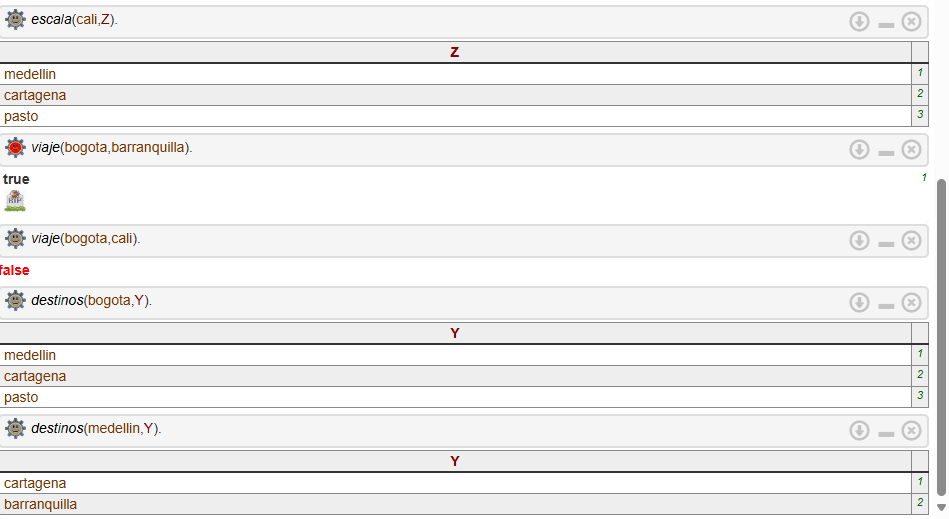 escala(cali,Z).
Z
medellin 1
cartagena 2
pasto 3
viaje(bogota,barranquilla).
true 1
RIP
viaje(bogota,cali).
false
destinos(bogota,Y).
Y
medellin 1
cartagena 2
pasto 3
destinos(medellin,Y).
Y
cartagena 1
barranquilla 2